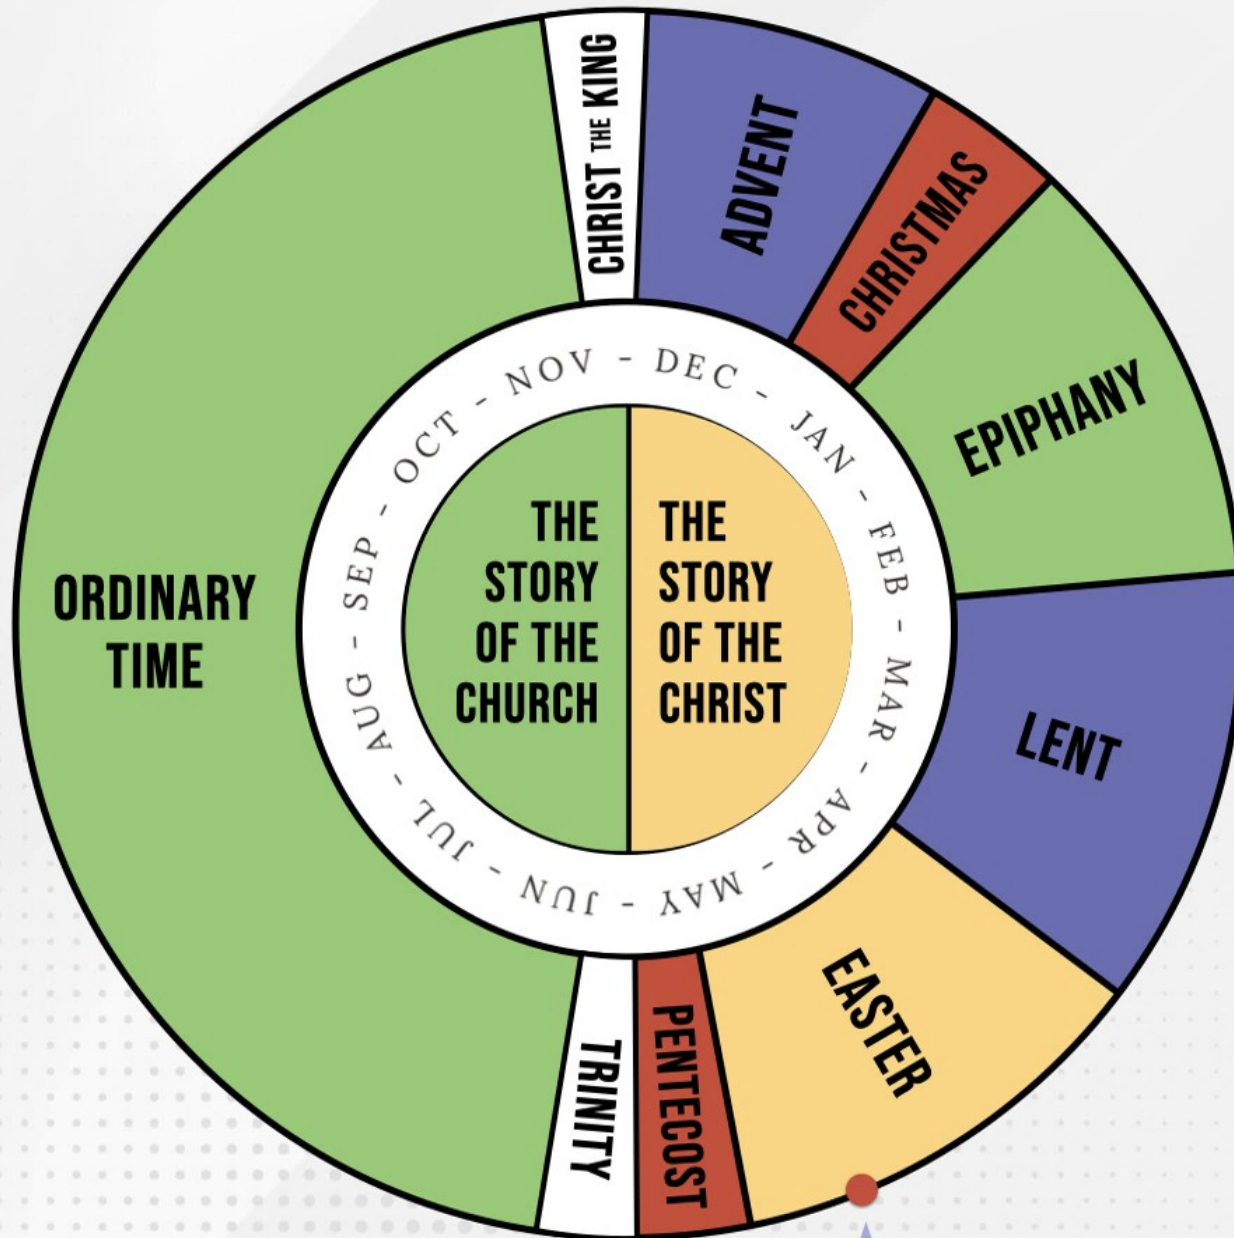 CHRIST THE KING
ADVENT
CHRISTMAS
EPIPHANY
LENT
EASTER
PENTECOST
TRINITY
ORDINARY
TIME
NOV - DEC - JAN - FEB - MAR - APR - MAY - JUN - JUL - AUG - SEP - OCT -
THE
STORY
OF THE
CHURCH
THE
STORY
OF THE
CHRIST